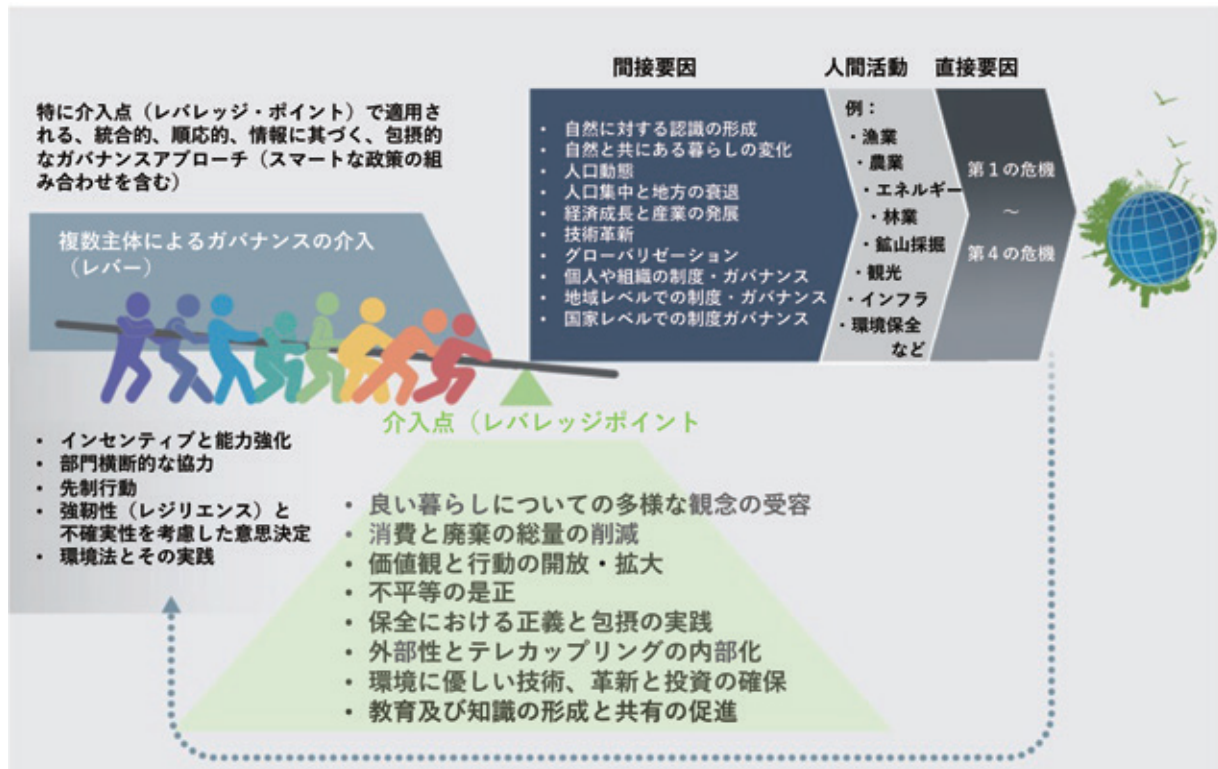 特に介入点（レバレッジ・ポイント）で適用さ
れる、統合的、順応的、情報に其づく、包摂的
なガバナンスアプローチ（スマートな政策の組
み合わせを含む）
複数主体によるガバナンスの介入
（レバー）
・ インセンティブと能力強化
・ 部門横断的な協力
・ 先制行動
・ 強靭性（レジリエンス）と
不確実性を考慮した意思決定
・ 環境法とその実践
間接要因
・ 自然に対する認識の形成
・ 自然と共にある暮らしの変化
・ 人口動態
・ 人口集中と地方の衰退
・ 経済成長と産業の発展
・ 技術革新
・ グローバリゼーション
・ 個人や組織の制度・ガバナンス
・ 地域レベルでの制度・ガバナンス
・ 国家レベルでの制度ガバナンス
人間活動
例：
・漁業
・農業
・エネルギー
・林業
・鉱山採掘
・観光
・インフラ
・環境保全
など
直接要因
第１の危機
～
第４の危機
介入点（レバレッジポイント
・ 良い暮らしについての多様な観念の受容
・ 消費と廃棄の総量の削減
・ 価値観と行動の開放・拡大
・ 不平等の是正
・ 保全における正義と包摂の実践
・ 外部性とテレカップリングの内部化
・ 環境に優しい技術、革新と投資の確保
・ 教育及び知識の形成と共有の促進